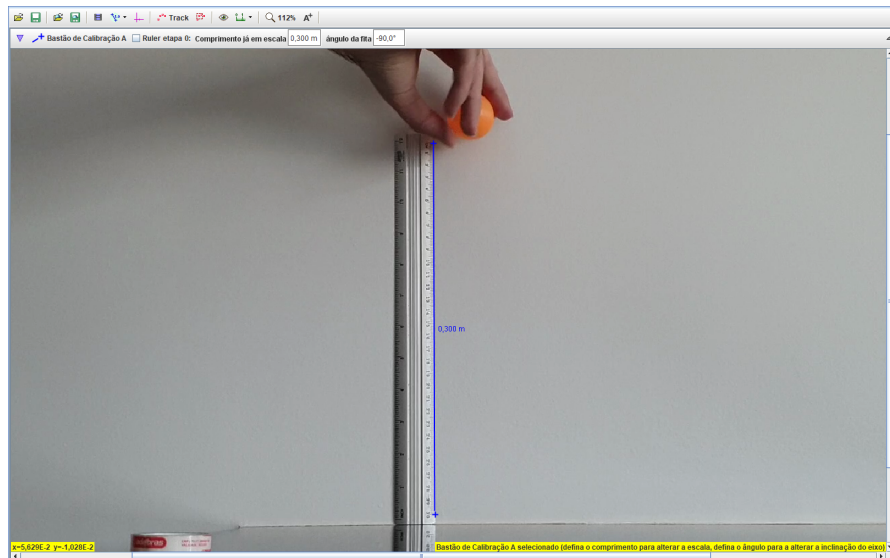 Track 112%
Bastão de Calibração A Ruler etapa 0: Comprimento já em escala 0,300 m ângulo da fita -90,0°
0,300 m
x=5,629E-2 y=-1,028E-2
Bastão de Calibração A selecionado (defina o comprimento para alterar a escala, defina o ângulo para a alterar a inclinação do eixo)